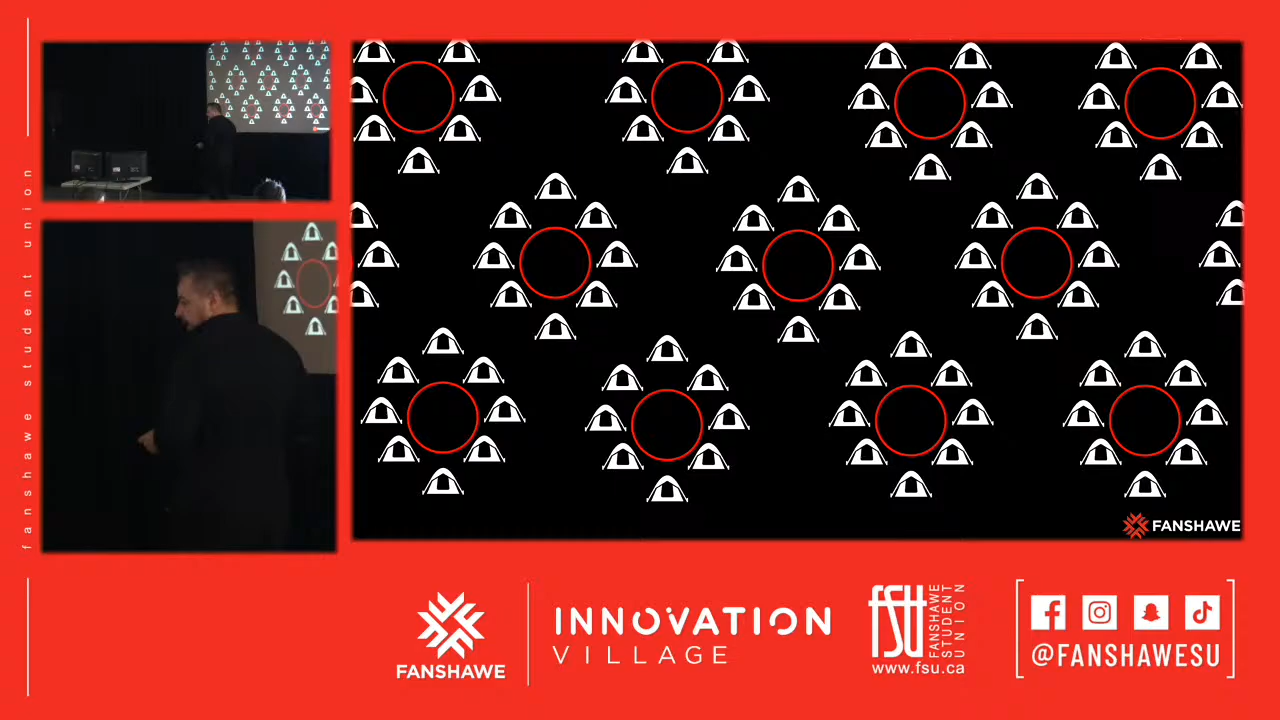 fanshawe student union
FANSHAWE
FANSHAWE
INNOVATION
VILLAGE
fsu
FANSHAWE
STUDENT
UNION
www.fsu.ca
@FANSHAWESU